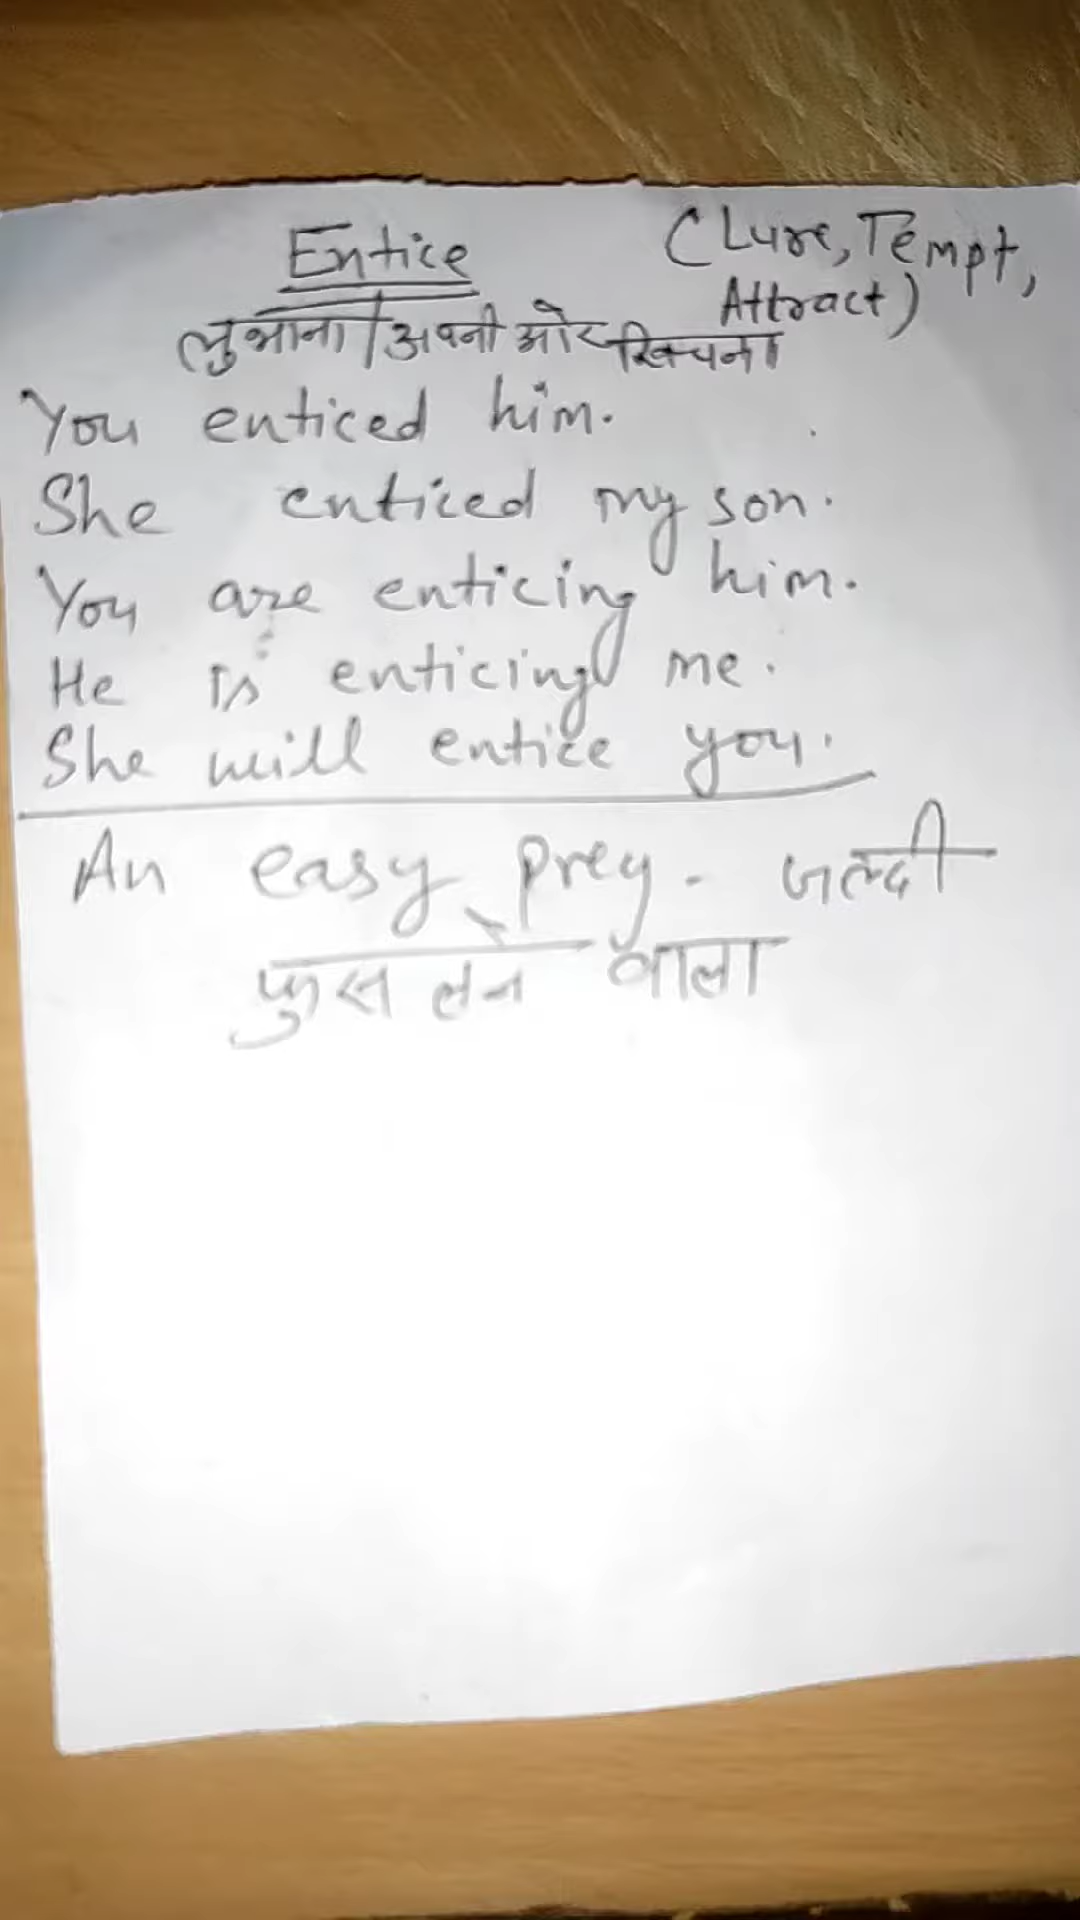 Entice (Lure, Tempt,
Attract)
लुभाना / अपनी ओर खिचना
You enticed him.
She enticed my son.
You are enticing him.
He is enticing me.
She will entice you.
An easy prey - जल्दी
वाला